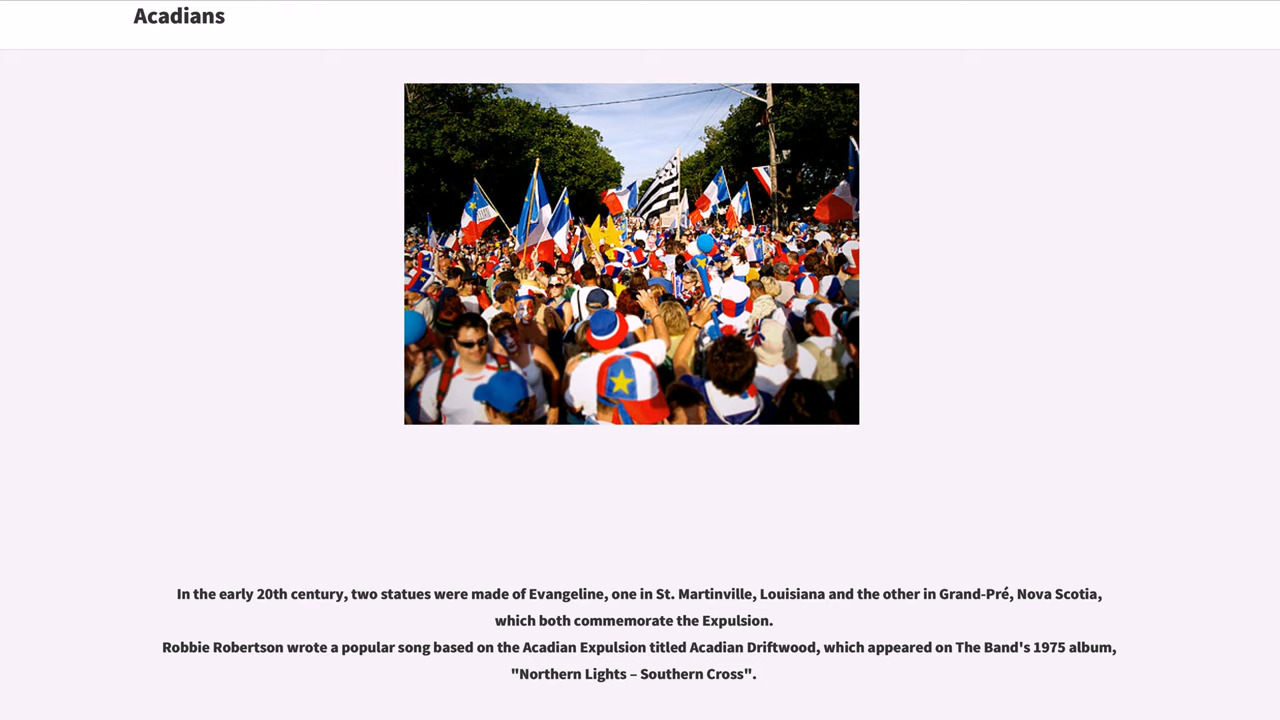 Acadians
In the early 20th century, two statues were made of Evangeline, one in St. Martinville, Louisiana and the other in Grand-Pré, Nova Scotia,
which both commemorate the Expulsion.
Robbie Robertson wrote a popular song based on the Acadian Expulsion titled Acadian Driftwood, which appeared on The Band's 1975 album,
"Northern Lights – Southern Cross".